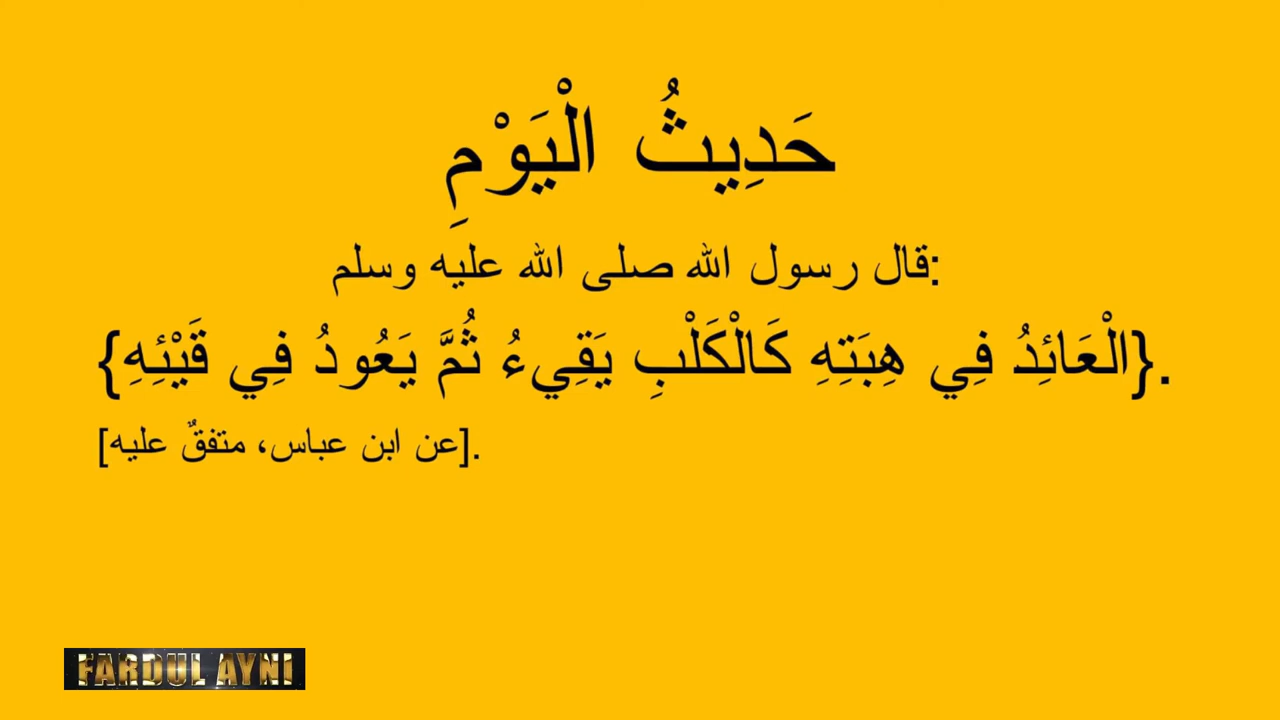 حَدِيثُ الْيَوْمِ
قال رسول الله صلى الله عليه وسلم:
{الْعَائِدُ فِي هِبَتِهِ كَالْكَلْبِ يَقِيءُ ثُمَّ يَعُودُ فِي قَيْئِهِ}.
[عن ابن عباس، متفقٌ عليه].
FARDUL AYNI